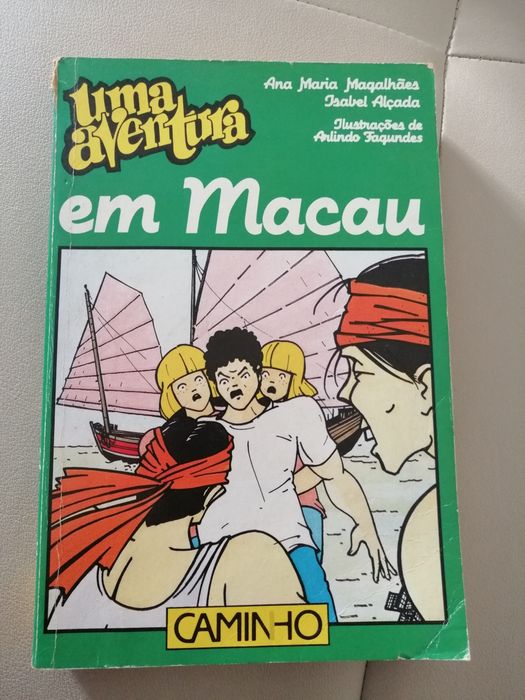 uma
aventura
Ana Maria Magalhães
Isabel Alçada
Ilustrações de
Arlindo Fagundes
em Macau
CAMINHO